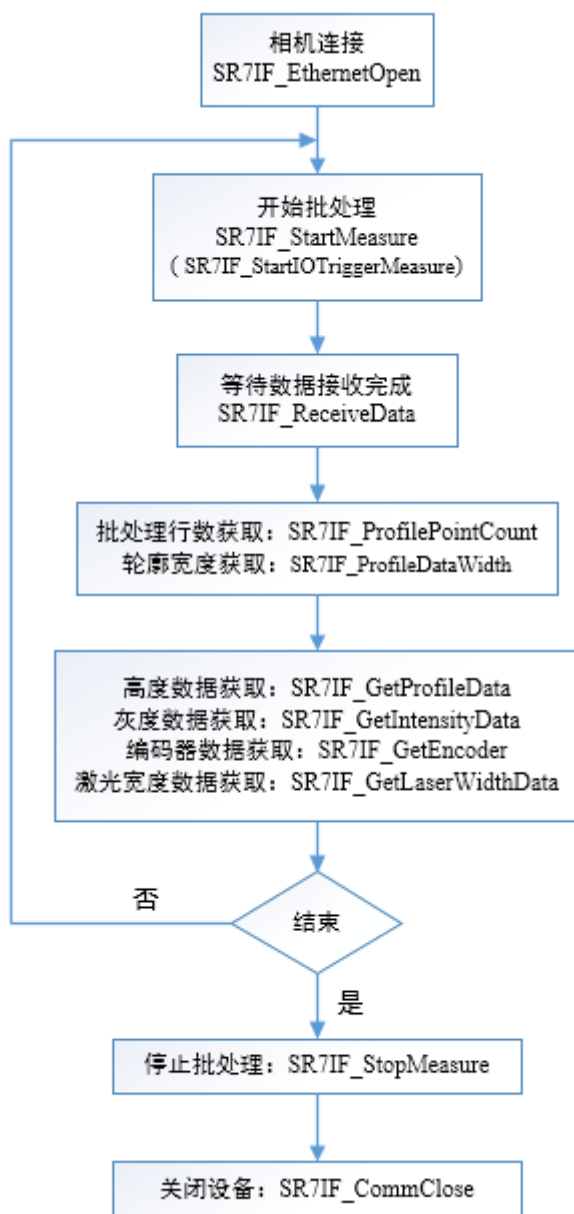 相机连接
SR7IF_EthernetOpen
开始批处理
SR7IF_StartMeasure
( SR7IF_StartIOTriggerMeasure)
等待数据接收完成
SR7IF_ReceiveData
批处理行数获取：SR7IF_ProfilePointCount
轮廓宽度获取：SR7IF_ProfileDataWidth
高度数据获取：SR7IF_GetProfileData
灰度数据获取：SR7IF_GetIntensityData
编码器数据获取：SR7IF_GetEncoder
激光宽度数据获取：SR7IF_GetLaserWidthData
否
结束
是
停止批处理：SR7IF_StopMeasure
关闭设备：SR7IF_CommClose